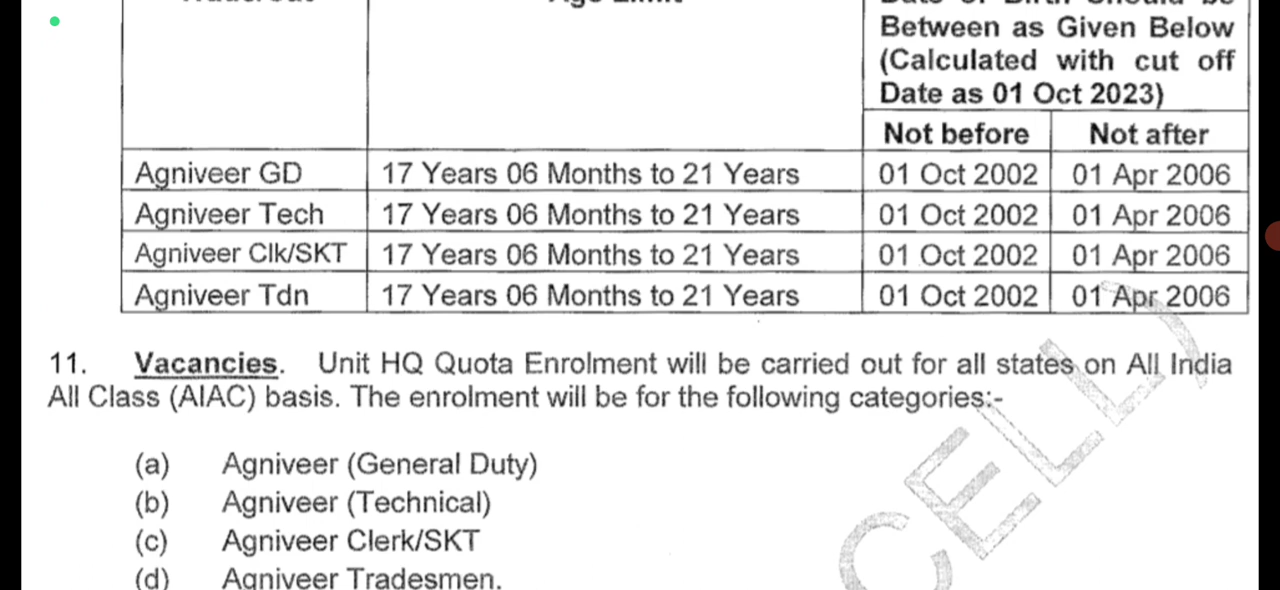 Between as Given Below
(Calculated with cut off
Date as 01 Oct 2023)
Not before Not after
Agniveer GD 17 Years 06 Months to 21 Years 01 Oct 2002 01 Apr 2006
Agniveer Tech 17 Years 06 Months to 21 Years 01 Oct 2002 01 Apr 2006
Agniveer Clk/SKT 17 Years 06 Months to 21 Years 01 Oct 2002 01 Apr 2006
Agniveer Tdn 17 Years 06 Months to 21 Years 01 Oct 2002 01 Apr 2006
11. Vacancies. Unit HQ Quota Enrolment will be carried out for all states on All India
All Class (AIAC) basis. The enrolment will be for the following categories:-
(a) Agniveer (General Duty)
(b) Agniveer (Technical)
(c) Agniveer Clerk/SKT
(d) Agniveer Tradesmen.
CELL)